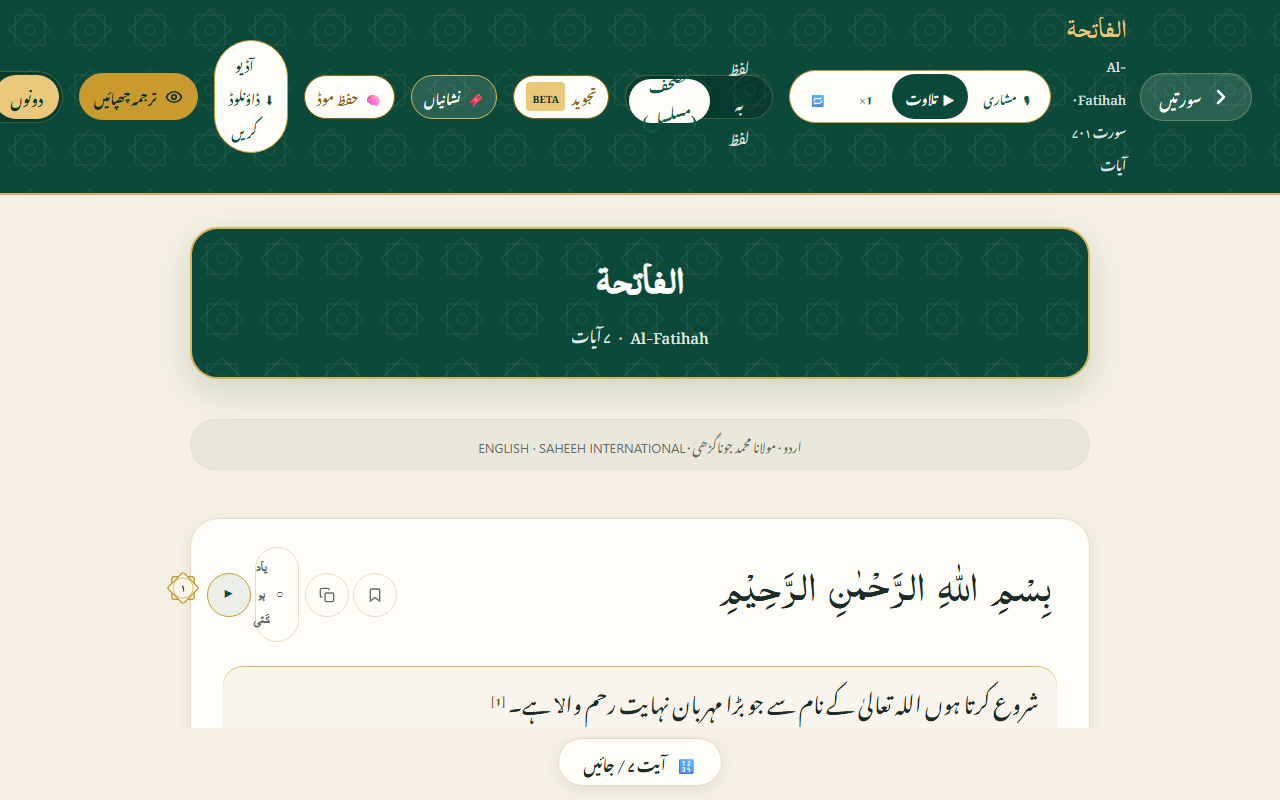 سورتیں
الفاتحة
Al-Fatihah ·
سورت ۱ · ۷
آیات
مشاری
▶ تلاوت
×1
لفظ بہ لفظ
تجوید BETA
نشانیاں
حفظ موڈ
⬇ آڈیو ڈاؤنلوڈ کریں
ترجمہ چھپائیں
دونوں
الفاتحة
Al-Fatihah · ۷ آیات
اردو · مولانا محمد جوناگڑھی · ENGLISH · SAHEEH INTERNATIONAL
بِسْمِ اللّٰهِ الرَّحْمٰنِ الرَّحِيْمِ
○ یاد ہو گئی
۱
شروع کرتا ہوں اللہ تعالیٰ کے نام سے جو بڑا مہربان نہایت رحم والا ہے۔ [1]
آیت ۷ / جائیں